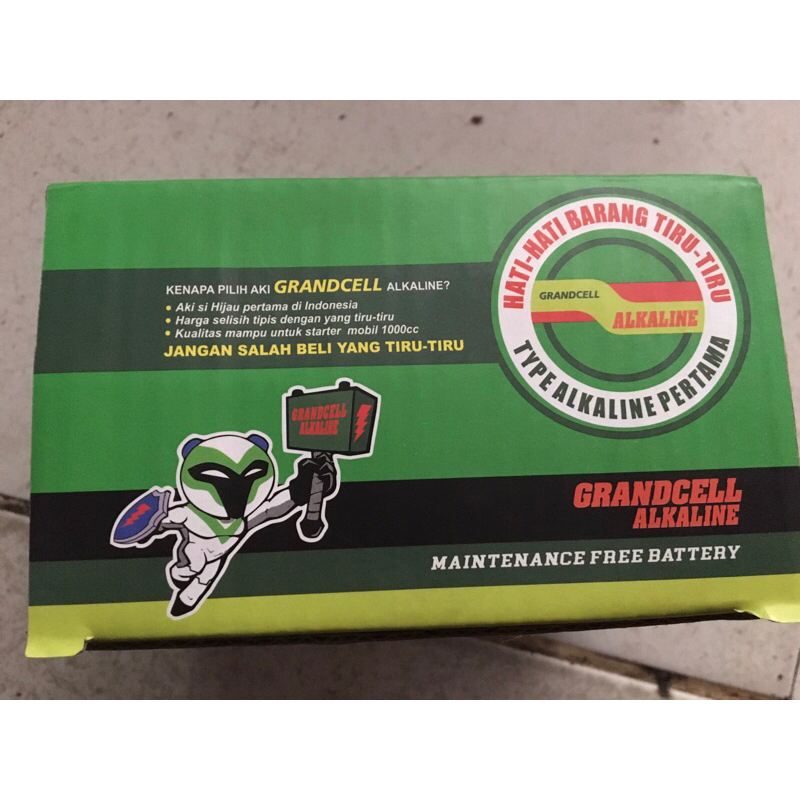 HATI-HATI BARANG TIRU-TIRU
GRANDCELL
ALKALINE
TYPE ALKALINE PERTAMA
KENAPA PILIH AKI GRANDCELL ALKALINE?
• Aki si Hijau pertama di Indonesia
• Harga selisih tipis dengan yang tiru-tiru
• Kualitas mampu untuk starter mobil 1000cc
JANGAN SALAH BELI YANG TIRU-TIRU
GRANDCELL
ALKALINE
GRANDCELL
ALKALINE
MAINTENANCE FREE BATTERY